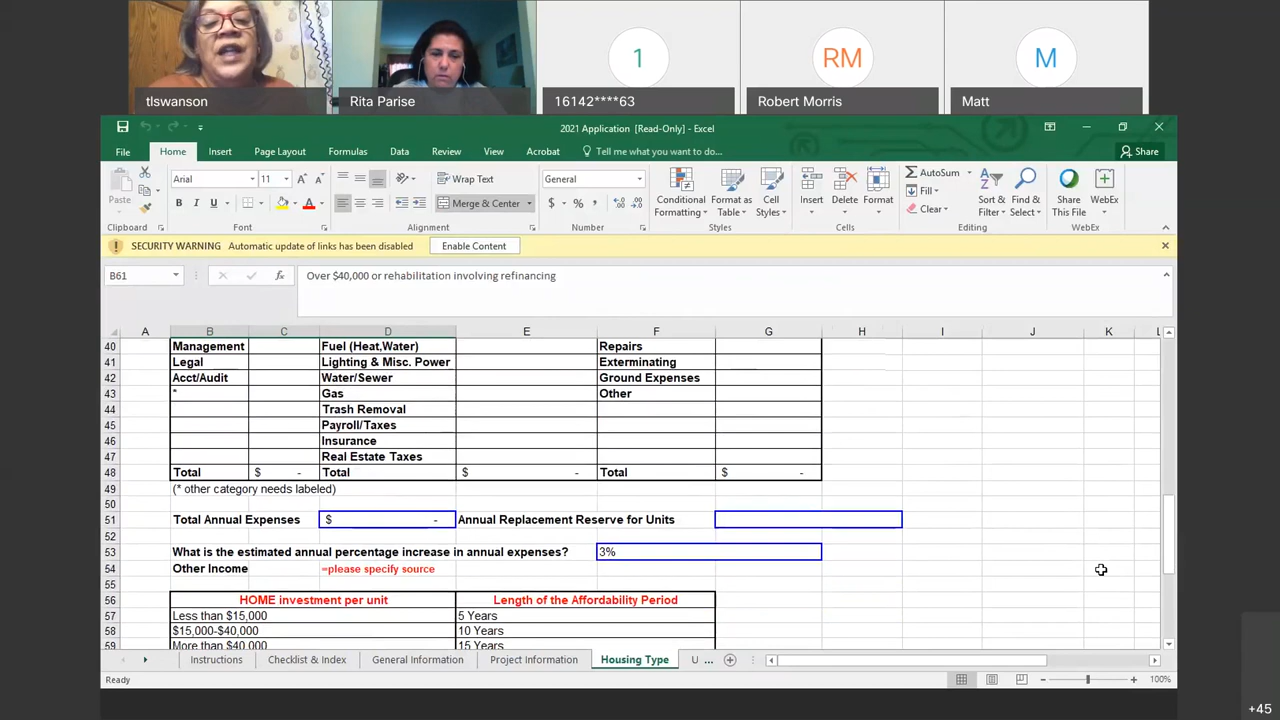 1
RM
M
tlswanson
Rita Parise
16142****63
Robert Morris
Matt
2021 Application [Read-Only] — Excel
File
Home
Insert
Page Layout
Formulas
Data
Review
View
Acrobat
Tell me what you want to do...
Share
Paste
Arial
11
B I U
Wrap Text
Merge & Center
General
$ % ,
Conditional Formatting
Format as Table
Cell Styles
Insert
Delete
Format
AutoSum
Fill
Clear
Sort & Filter
Find & Select
Share This File
WebEx
Clipboard
Font
Alignment
Number
Styles
Cells
Editing
WebEx
SECURITY WARNING Automatic update of links has been disabled Enable Content
B61 fx Over $40,000 or rehabilitation involving refinancing
A B C D E F G H I J K L
40 Management Fuel (Heat,Water) Repairs
41 Legal Lighting & Misc. Power Exterminating
42 Acct/Audit Water/Sewer Ground Expenses
43 * Gas Other
44 Trash Removal
45 Payroll/Taxes
46 Insurance
47 Real Estate Taxes
48 Total $ - Total $ - Total $ -
49 (* other category needs labeled)
50
51 Total Annual Expenses $ - Annual Replacement Reserve for Units
52
53 What is the estimated annual percentage increase in annual expenses? 3%
54 Other Income =please specify source
55
56 HOME investment per unit Length of the Affordability Period
57 Less than $15,000 5 Years
58 $15,000-$40,000 10 Years
59 More than $40,000 15 Years
Instructions
Checklist & Index
General Information
Project Information
Housing Type
U ...
Ready
100%
+45